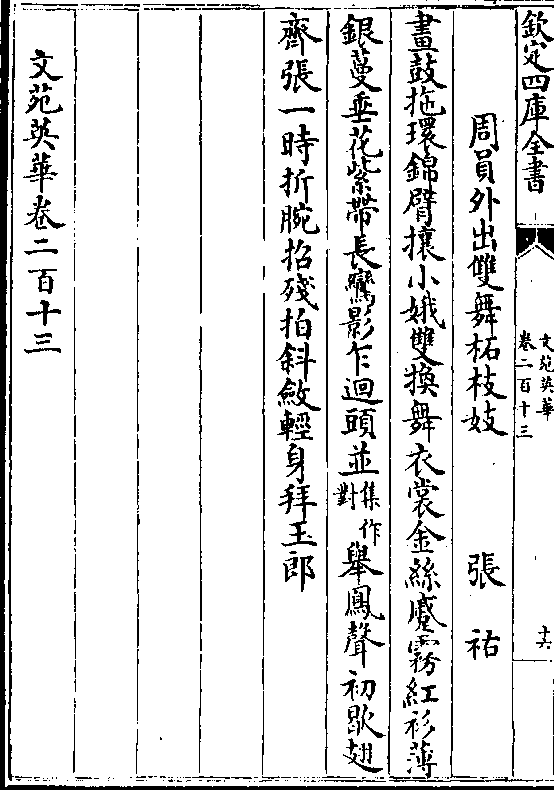 欽定四庫全書
文苑英華
卷二百十三
十六
周員外出雙舞柘枝妓 張祐
畫鼓拖環錦臂攘小娥雙換舞衣裳金絲蹙霧紅衫薄
銀蔓垂花紫帶長鸞影乍迴頭並集作對舉鳳聲初歇翅
齊張一時折腕招殘拍斜斂輕身拜玉郎
文苑英華卷二百十三